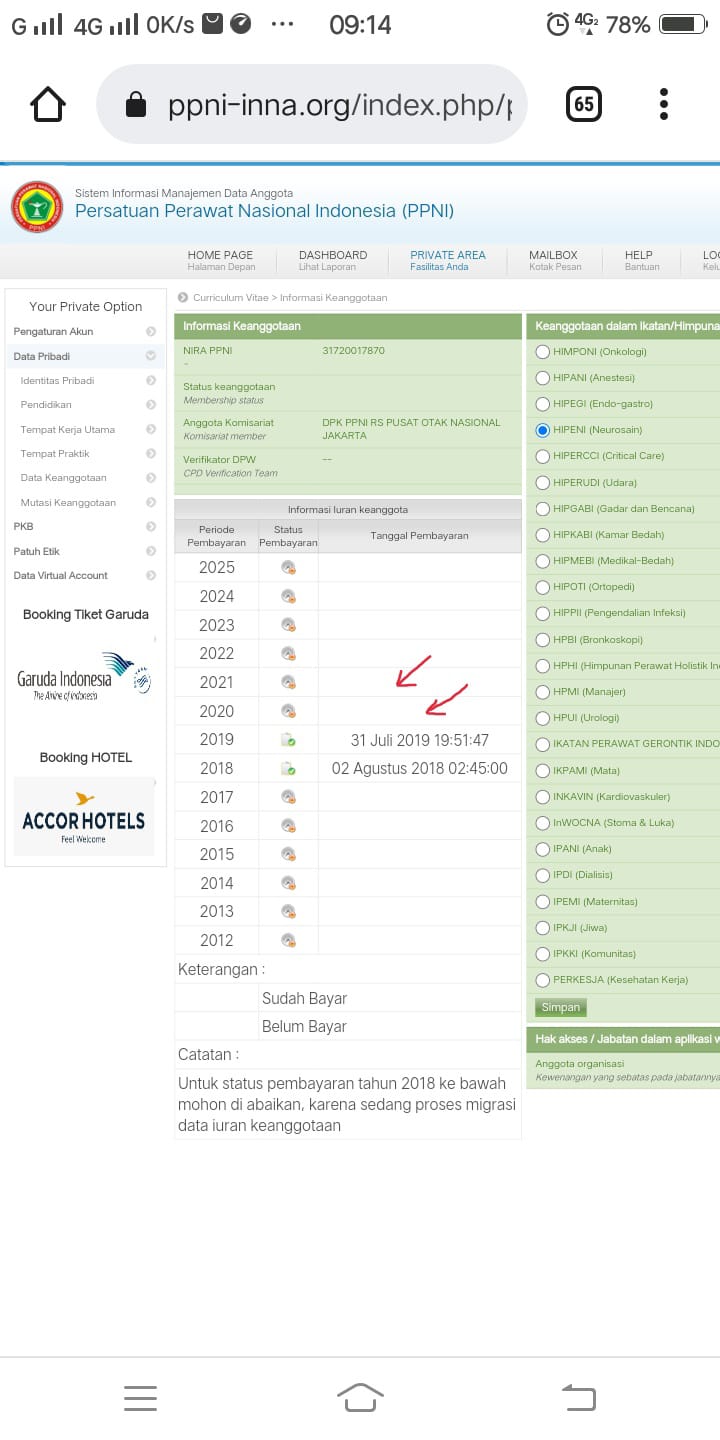 G 4G 0K/s ... 09:14 4G2 78%
ppni-inna.org/index.php/p
65
Sistem Informasi Manajemen Data Anggota
Persatuan Perawat Nasional Indonesia (PPNI)
HOME PAGE DASHBOARD PRIVATE AREA MAILBOX HELP LO
Halaman Depan Lihat Laporan Fasilitas Anda Kotak Pesan Bantuan Kelu
Your Private Option
Pengaturan Akun
Data Pribadi
Identitas Pribadi
Pendidikan
Tempat Kerja Utama
Tempat Praktik
Data Keanggotaan
Mutasi Keanggotaan
PKB
Patuh Etik
Data Virtual Account
Booking Tiket Garuda
Garuda Indonesia
The Airline of Indonesia
Booking HOTEL
ACCOR HOTELS
Feel Welcome
Curriculum Vitae > Informasi Keanggotaan
Informasi Keanggotaan
NIRA PPNI 31720017870
-
Status keanggotaan
Membership status
Anggota Komisariat DPK PPNI RS PUSAT OTAK NASIONAL
Komisariat member JAKARTA
Verifikator DPW --
CPD Verification Team
Informasi Iuran keanggota
Periode Status Tanggal Pembayaran
Pembayaran Pembayaran
2025
2024
2023
2022
2021
2020
2019 31 Juli 2019 19:51:47
2018 02 Agustus 2018 02:45:00
2017
2016
2015
2014
2013
2012
Keterangan :
Sudah Bayar
Belum Bayar
Catatan :
Untuk status pembayaran tahun 2018 ke bawah
mohon di abaikan, karena sedang proses migrasi
data iuran keanggotaan
Keanggotaan dalam Ikatan/Himpuna
HIMPONI (Onkologi)
HIPANI (Anestesi)
HIPEGI (Endo-gastro)
HIPENI (Neurosain)
HIPERCCI (Critical Care)
HIPERUDI (Udara)
HIPGABI (Gadar dan Bencana)
HIPKABI (Kamar Bedah)
HIPMEBI (Medikal-Bedah)
HIPOTI (Ortopedi)
HIPPII (Pengendalian Infeksi)
HPBI (Bronkoskopi)
HPHI (Himpunan Perawat Holistik In
HPMI (Manajer)
HPUI (Urologi)
IKATAN PERAWAT GERONTIK INDO
IKPAMI (Mata)
INKAVIN (Kardiovaskuler)
InWOCNA (Stoma & Luka)
IPANI (Anak)
IPDI (Dialisis)
IPEMI (Maternitas)
IPKJI (Jiwa)
IPKKI (Komunitas)
PERKESJA (Kesehatan Kerja)
Simpan
Hak akses / Jabatan dalam aplikasi w
Anggota organisasi
Kewenangan yang sebatas pada jabatannya